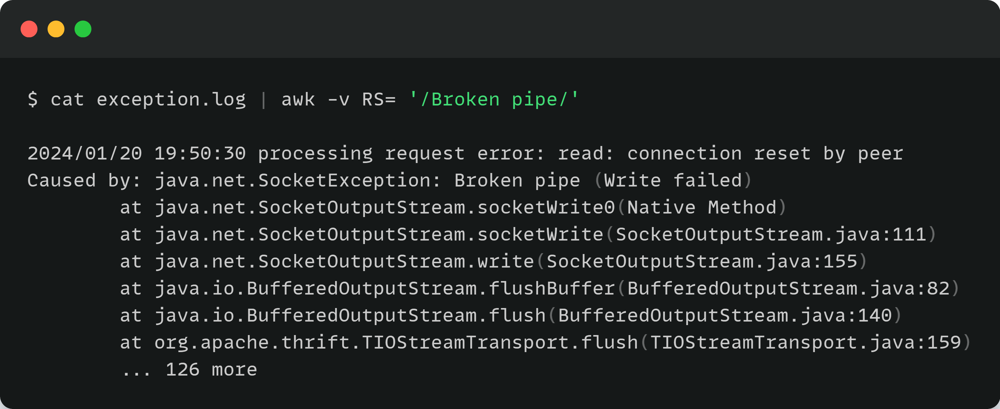 $ cat exception.log | awk -v RS= '/Broken pipe/'
2024/01/20 19:50:30 processing request error: read: connection reset by peer
Caused by: java.net.SocketException: Broken pipe (Write failed)
        at java.net.SocketOutputStream.socketWrite0(Native Method)
        at java.net.SocketOutputStream.socketWrite(SocketOutputStream.java:111)
        at java.net.SocketOutputStream.write(SocketOutputStream.java:155)
        at java.io.BufferedOutputStream.flushBuffer(BufferedOutputStream.java:82)
        at java.io.BufferedOutputStream.flush(BufferedOutputStream.java:140)
        at org.apache.thrift.TIOStreamTransport.flush(TIOStreamTransport.java:159)
        ... 126 more